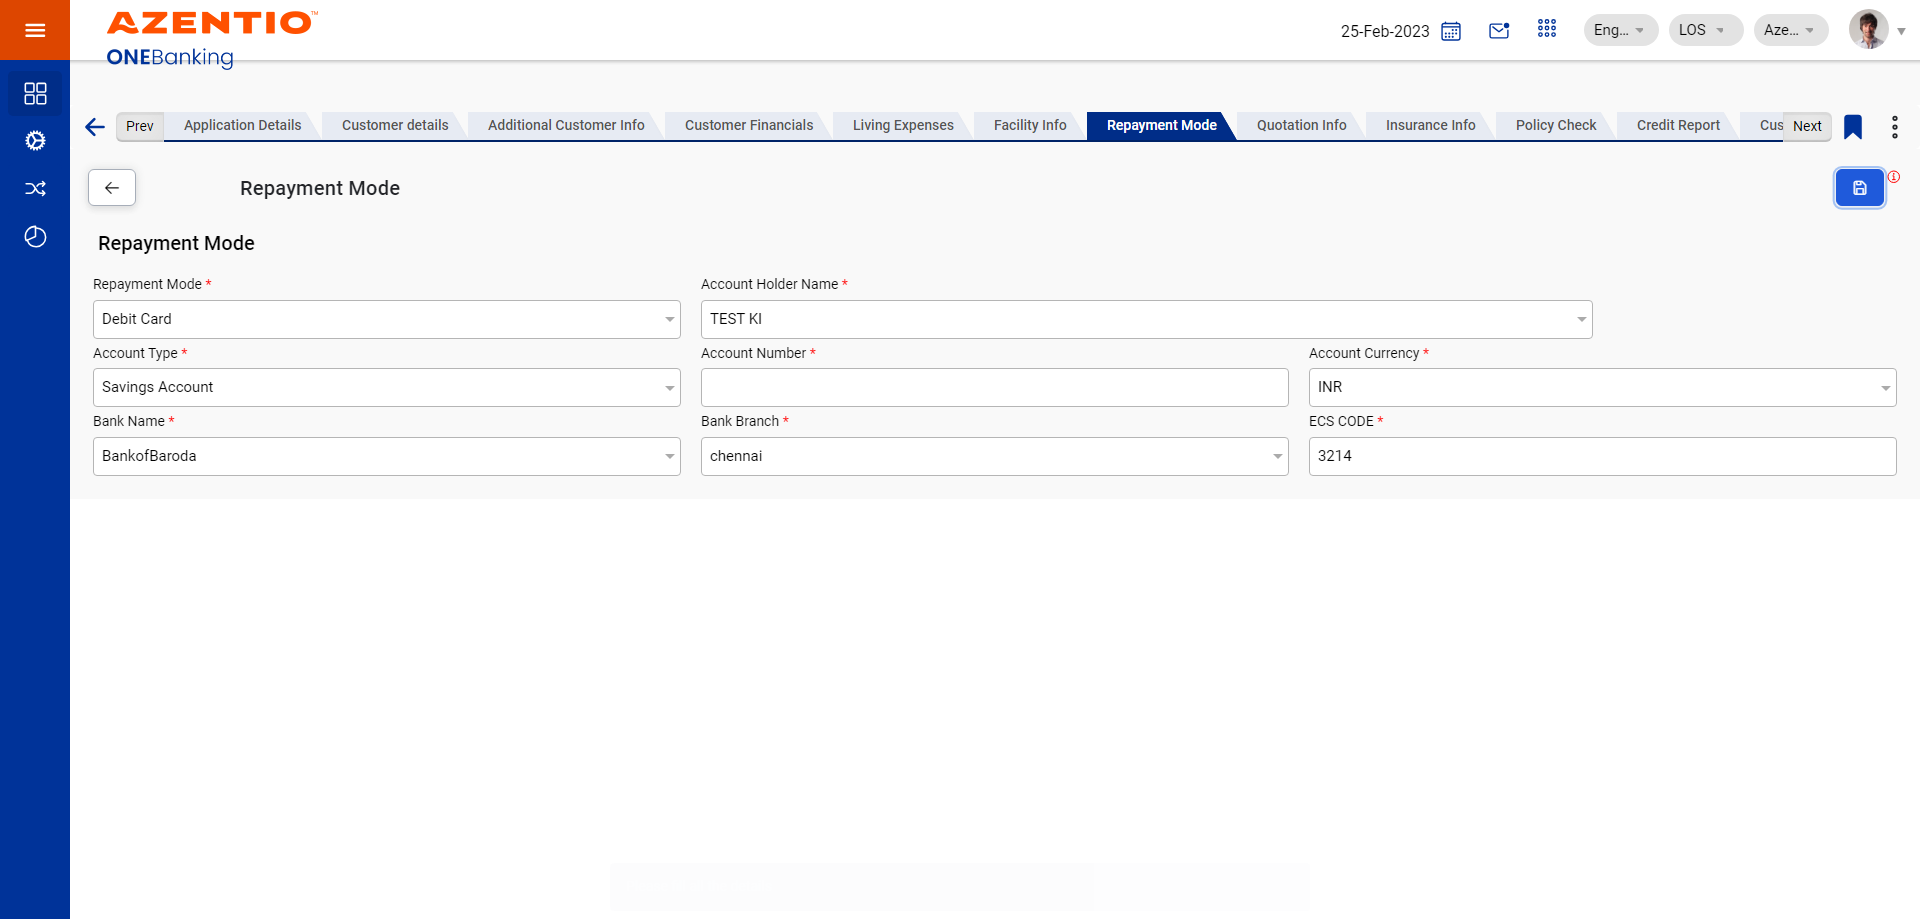 AZENTIO™
ONEBanking
25-Feb-2023
Eng...
LOS
Aze...
Prev
Application Details
Customer details
Additional Customer Info
Customer Financials
Living Expenses
Facility Info
Repayment Mode
Quotation Info
Insurance Info
Policy Check
Credit Report
Cus
Next
Repayment Mode
Repayment Mode
Repayment Mode *
Account Holder Name *
Debit Card
TEST KI
Account Type *
Account Number *
Account Currency *
Savings Account
INR
Bank Name *
Bank Branch *
ECS CODE *
BankofBaroda
chennai
3214